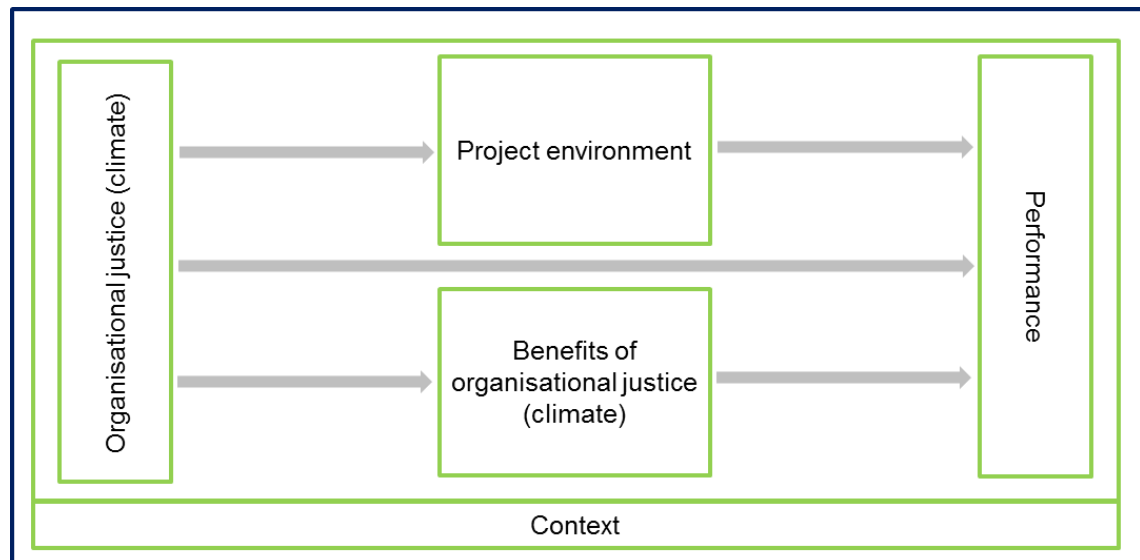 Organisational justice (climate)
Project environment
Benefits of
organisational justice
(climate)
Performance
Context